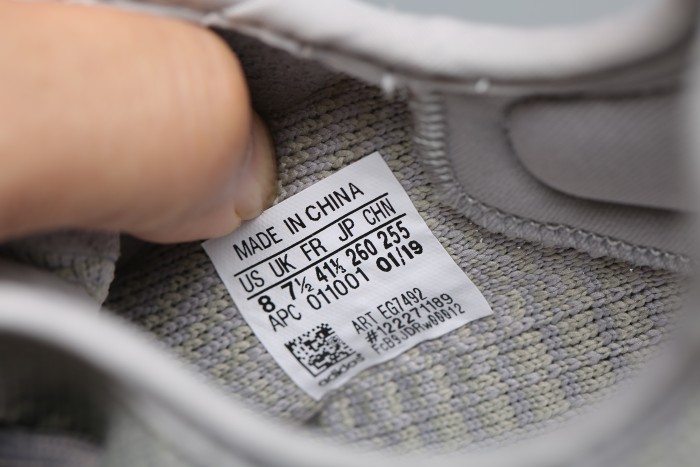 MADE IN CHINA
US UK FR JP CHN
8 7½ 41⅓ 260 255
APC 011001 01/19
ART EG7492
#122271189
FcB9JDRw00012
adidas